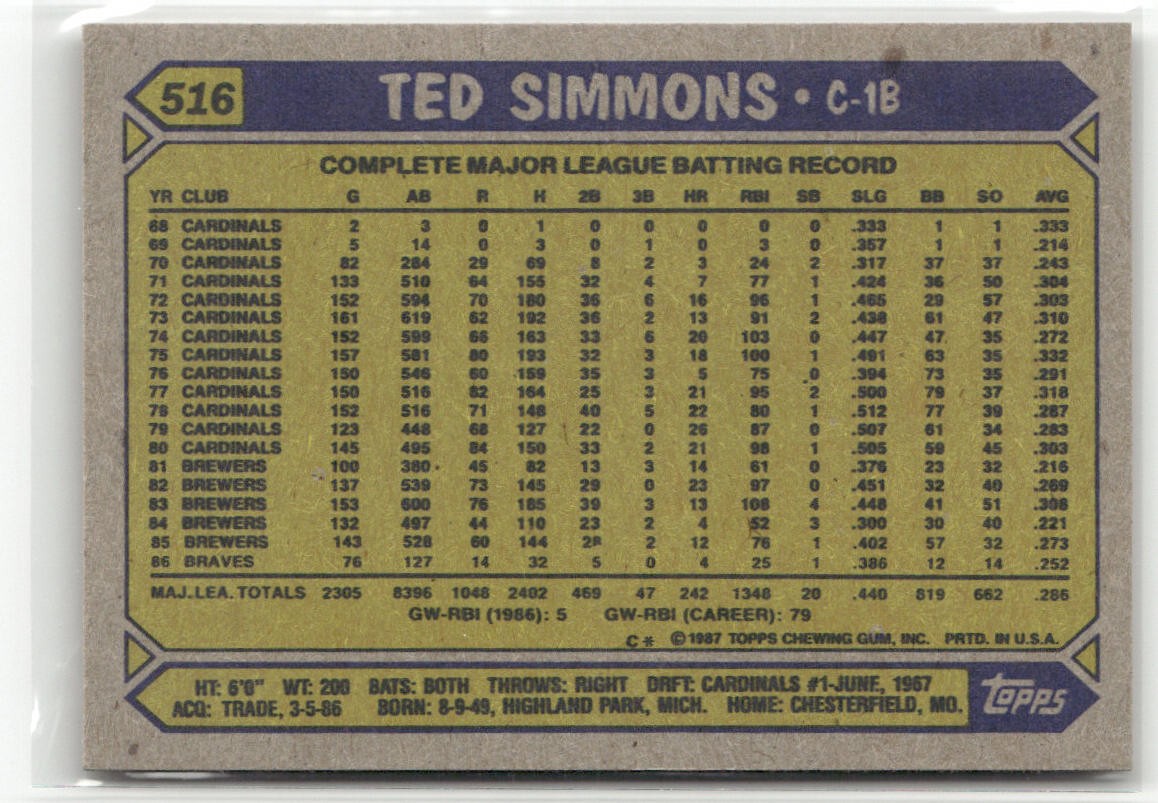 516 TED SIMMONS • C-1B
COMPLETE MAJOR LEAGUE BATTING RECORD
YR CLUB G AB R H 2B 3B HR RBI SB SLG BB SO AVG
68 CARDINALS 2 3 0 1 0 0 0 0 0 .333 1 1 .333
69 CARDINALS 5 14 0 3 0 1 0 3 0 .357 1 1 .214
70 CARDINALS 82 284 29 69 8 2 3 24 2 .317 37 37 .243
71 CARDINALS 133 510 64 155 32 4 7 77 1 .424 36 50 .304
72 CARDINALS 152 594 70 180 36 6 16 96 1 .465 29 57 .303
73 CARDINALS 161 619 62 192 36 2 13 91 2 .438 61 47 .310
74 CARDINALS 152 599 66 163 33 6 20 103 0 .447 47 35 .272
75 CARDINALS 157 581 80 193 32 3 18 100 1 .491 63 35 .332
76 CARDINALS 150 546 60 159 35 3 5 75 0 .394 73 35 .291
77 CARDINALS 150 516 82 164 25 3 21 95 2 .500 79 37 .318
78 CARDINALS 152 516 71 148 40 5 22 80 1 .512 77 39 .287
79 CARDINALS 123 448 68 127 22 0 26 87 0 .507 61 34 .283
80 CARDINALS 145 495 84 150 33 2 21 98 1 .505 59 45 .303
81 BREWERS 100 380 45 82 13 3 14 61 0 .376 23 32 .216
82 BREWERS 137 539 73 145 29 0 23 97 0 .451 32 40 .269
83 BREWERS 153 600 76 185 39 3 13 108 4 .448 41 51 .308
84 BREWERS 132 497 44 110 23 2 4 52 3 .300 30 40 .221
85 BREWERS 143 528 60 144 28 2 12 76 1 .402 57 32 .273
86 BRAVES 76 127 14 32 5 0 4 25 1 .386 12 14 .252
MAJ.LEA.TOTALS 2305 8396 1048 2402 469 47 242 1348 20 .440 819 662 .286
GW-RBI (1986): 5 GW-RBI (CAREER): 79
C* ©1987 TOPPS CHEWING GUM, INC. PRTD. IN U.S.A.
HT: 6'0" WT: 200 BATS: BOTH THROWS: RIGHT DRFT: CARDINALS #1-JUNE, 1967
ACQ: TRADE, 3-5-86 BORN: 8-9-49, HIGHLAND PARK, MICH. HOME: CHESTERFIELD, MO.
TOPPS